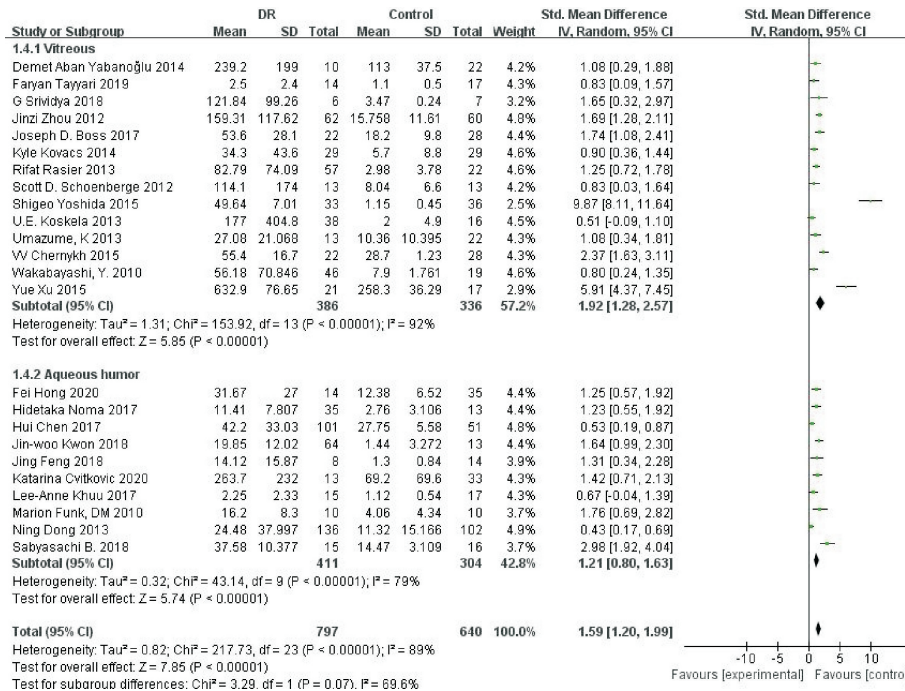 DR Control Std. Mean Difference Std. Mean Difference
Study or Subgroup Mean SD Total Mean SD Total Weight IV, Random, 95% CI IV, Random, 95% CI
1.4.1 Vitreous
Demet Aban Yabanoğlu 2014 239.2 199 10 113 37.5 22 4.2% 1.08 [0.29, 1.88]
Faryan Tayyari 2019 2.5 2.4 14 1.1 0.5 17 4.3% 0.83 [0.09, 1.57]
G Srividya 2018 121.84 99.26 6 3.47 0.24 7 3.2% 1.65 [0.32, 2.97]
Jinzi Zhou 2012 159.31 117.62 62 15.758 11.61 60 4.7% 1.69 [1.28, 2.11]
Joseph D. Boss 2017 53.6 28.1 22 18.2 9.8 28 4.4% 1.74 [1.08, 2.41]
Kyle Kovacs 2014 34.3 43.6 29 5.7 8.8 29 4.6% 0.90 [0.36, 1.44]
Rifat Rasier 2013 82.79 74.09 57 2.98 3.78 22 4.6% 1.25 [0.72, 1.78]
Scott D. Schoenberge 2012 114.1 174 13 8.04 6.6 13 4.2% 0.83 [0.03, 1.64]
Shigeo Yoshida 2015 49.64 7.01 33 1.15 0.45 36 2.5% 9.87 [8.11, 11.64]
U.E. Koskela 2013 177 404.8 38 2 4.9 16 4.5% 0.51 [-0.09, 1.10]
Umazume, K 2013 27.08 21.068 13 10.36 10.395 22 4.3% 1.08 [0.34, 1.81]
VV Chernykh 2015 55.4 16.7 22 28.7 1.23 28 4.3% 2.37 [1.63, 3.11]
Wakabayashi, Y. 2010 56.18 70.846 46 7.9 1.761 19 4.5% 0.80 [0.24, 1.35]
Yue Xu 2015 632.9 76.65 21 258.3 36.29 17 2.9% 5.91 [4.37, 7.45]
Subtotal (95% CI) 386 336 57.2% 1.92 [1.28, 2.57]
Heterogeneity: Tau² = 1.31; Chi² = 153.92, df = 13 (P < 0.00001); I² = 92%
Test for overall effect: Z = 5.85 (P < 0.00001)
1.4.2 Aqueous humor
Fei Hong 2020 31.67 27 14 12.38 6.52 35 4.4% 1.25 [0.57, 1.92]
Hidetaka Noma 2017 11.41 7.807 35 2.76 3.106 13 4.4% 1.23 [0.55, 1.92]
Hui Chen 2017 42.2 33.03 101 27.75 5.58 51 4.8% 0.53 [0.19, 0.87]
Jin-woo Kwon 2018 19.85 12.02 64 1.44 3.272 13 4.5% 1.64 [0.99, 2.30]
Jing Feng 2018 14.12 15.87 8 1.3 0.84 14 3.9% 1.31 [0.34, 2.28]
Katarina Cvitkovic 2020 263.7 232 13 69.2 69.6 33 4.4% 1.42 [0.71, 2.13]
Lee-Anne Khuu 2017 2.25 2.33 15 1.12 0.54 17 4.4% 0.67 [-0.04, 1.39]
Marion Funk, DM 2010 16.2 8.3 10 4.06 4.34 10 3.7% 1.76 [0.69, 2.82]
Ning Dong 2013 24.48 37.997 136 11.32 15.166 102 4.9% 0.43 [0.17, 0.69]
Sabyasachi B. 2018 37.58 10.377 15 14.47 3.109 16 3.7% 2.98 [1.92, 4.04]
Subtotal (95% CI) 411 304 42.8% 1.21 [0.80, 1.63]
Heterogeneity: Tau² = 0.32; Chi² = 43.14, df = 9 (P < 0.00001); I² = 79%
Test for overall effect: Z = 5.74 (P < 0.00001)
Total (95% CI) 797 640 100.0% 1.59 [1.20, 1.99]
Heterogeneity: Tau² = 0.82; Chi² = 217.73, df = 23 (P < 0.00001); I² = 89%
Test for overall effect: Z = 7.85 (P < 0.00001)
Test for subgroup differences: Chi² = 3.29, df = 1 (P = 0.07), I² = 69.6%
-10 -5 0 5 10
Favours [experimental] Favours [contro